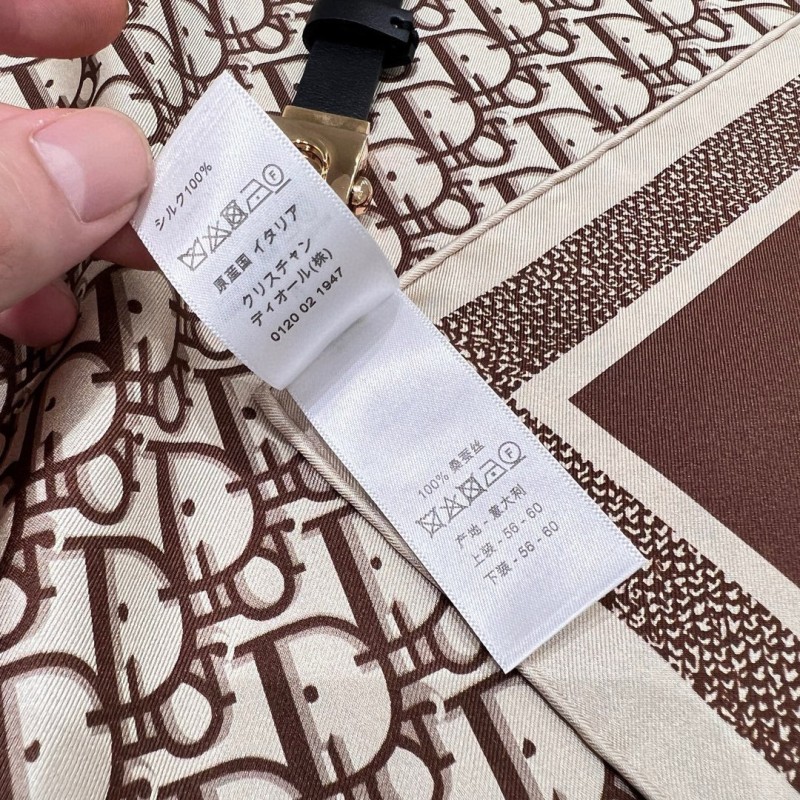 シルク100%
原産国 イタリア
クリスチャン
ディオール(株)
0120 02 1947
100% 桑蚕丝
产地 - 意大利
上装 - 56 - 60
下装 - 56 - 60